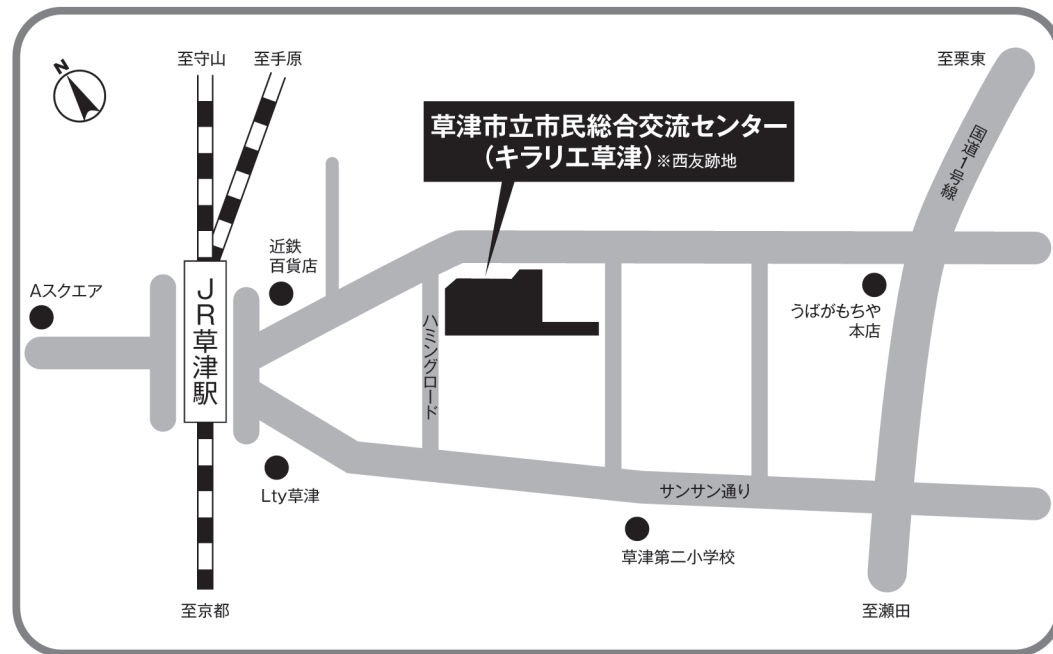 至守山
至手原
至栗東
N
草津市立市民総合交流センター
(キラリエ草津)※西友跡地
国道1号線
近鉄
百貨店
Aスクエア
JR草津駅
ハミングロード
うばがもちや
本店
Lty草津
サンサン通り
草津第二小学校
至京都
至瀬田